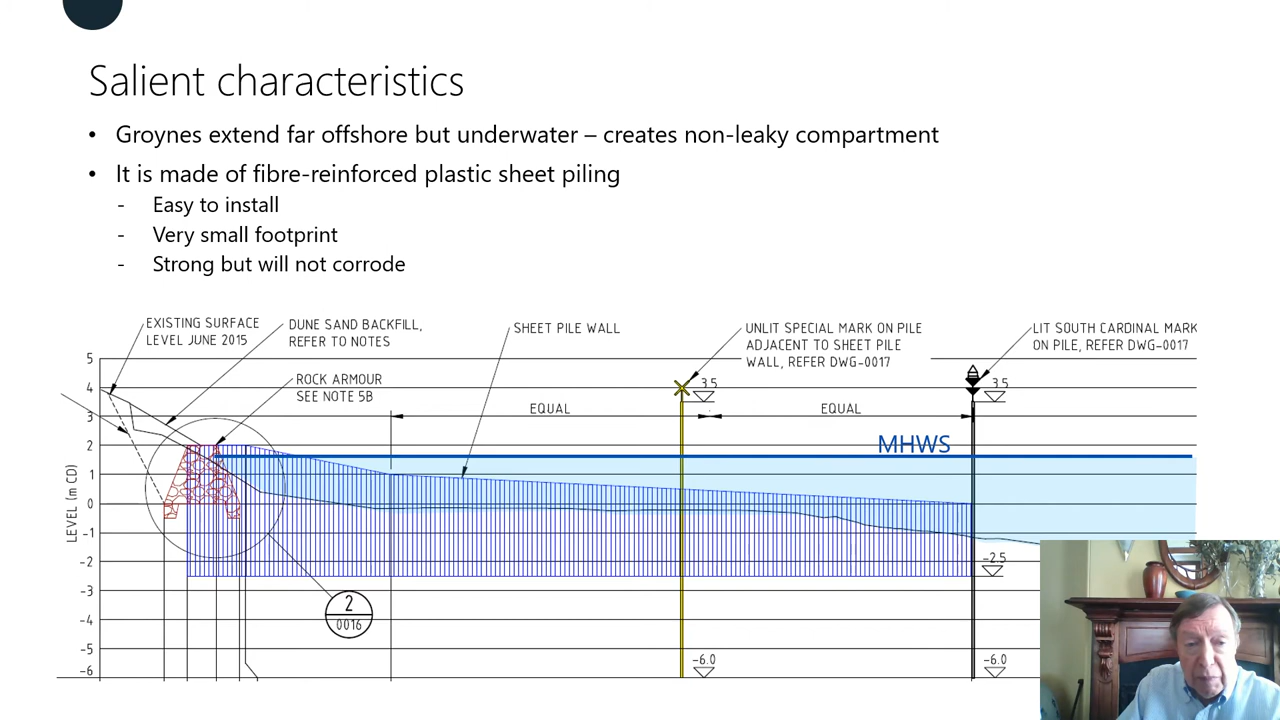 Salient characteristics
• Groynes extend far offshore but underwater – creates non-leaky compartment
• It is made of fibre-reinforced plastic sheet piling
- Easy to install
- Very small footprint
- Strong but will not corrode
EXISTING SURFACE
LEVEL JUNE 2015
DUNE SAND BACKFILL,
REFER TO NOTES
ROCK ARMOUR
SEE NOTE 5B
SHEET PILE WALL
UNLIT SPECIAL MARK ON PILE
ADJACENT TO SHEET PILE
WALL, REFER DWG-0017
LIT SOUTH CARDINAL MARK
ON PILE, REFER DWG-0017
3.5
3.5
EQUAL
EQUAL
MHWS
LEVEL (m CD)
5
4
3
2
1
0
-1
-2
-3
-4
-5
-6
-2.5
2
0016
-6.0
-6.0